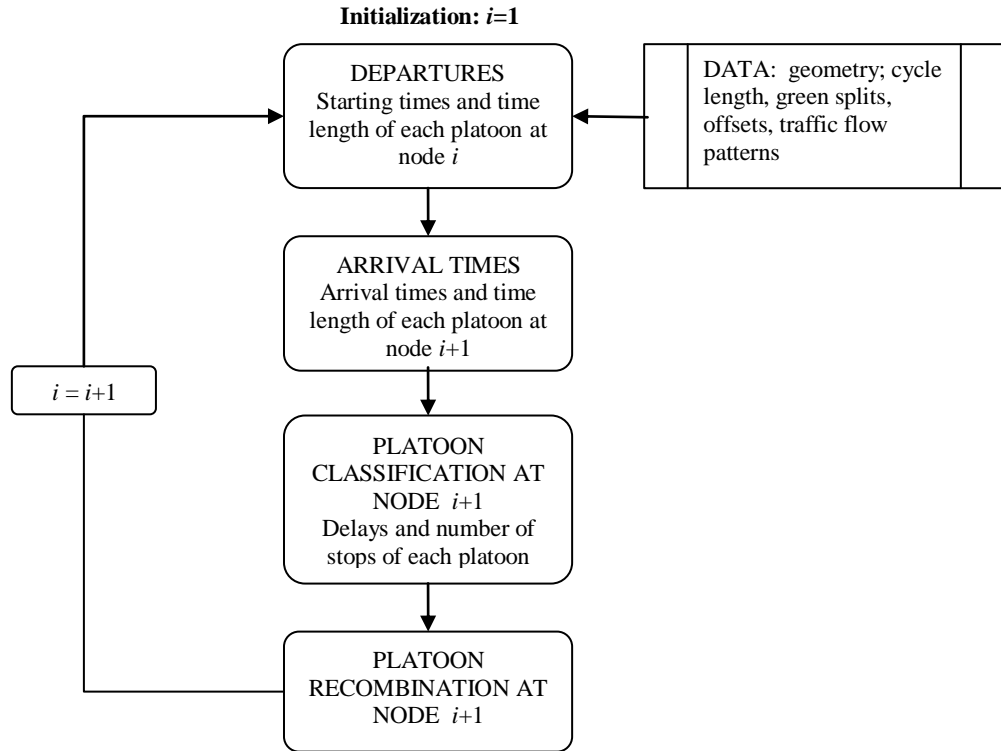 Initialization: i=1
DEPARTURES
Starting times and time
length of each platoon at
node i
DATA: geometry; cycle
length, green splits,
offsets, traffic flow
patterns
ARRIVAL TIMES
Arrival times and time
length of each platoon at
node i+1
i = i+1
PLATOON
CLASSIFICATION AT
NODE i+1
Delays and number of
stops of each platoon
PLATOON
RECOMBINATION AT
NODE i+1